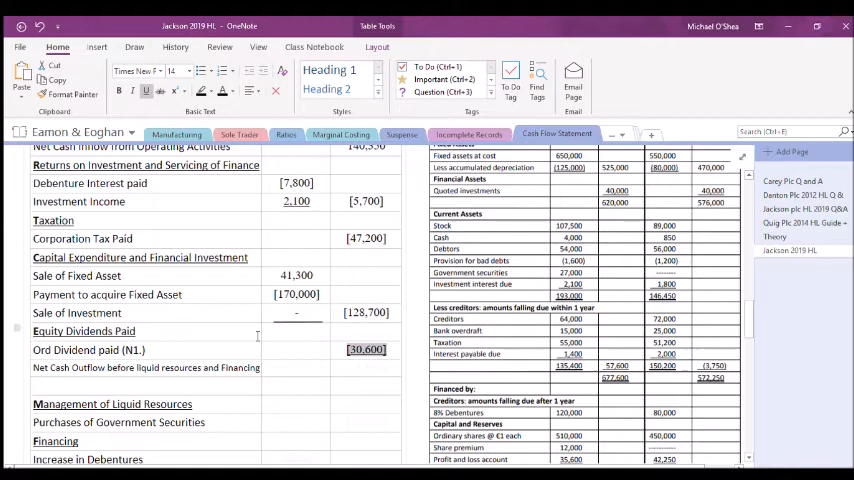 Jackson 2019 HL - OneNote
Table Tools
Michael O'Shea
File Home Insert Draw History Review View Class Notebook Layout
Cut
Copy
Format Painter
Paste
Clipboard
Times New R 14
B I U
Basic Text
Heading 1
Heading 2
Styles
To Do (Ctrl+1)
Important (Ctrl+2)
Question (Ctrl+3)
Tags
To Do Tag
Find Tags
Email Page
Email
Meetings
Eamon & Eoghan
Manufacturing Sole Trader Ratios Marginal Costing Suspense Incomplete Records Cash Flow Statement
Search (Ctrl+E)
Add Page
Carey Plc Q and A
Danton Plc 2012 HL Q &
Jackson plc HL 2019 Q&A
Quig Plc 2014 HL Guide +
Theory
Jackson 2019 HL
Net Cash Inflow from Operating Activities 140,350
Returns on Investment and Servicing of Finance
Debenture Interest paid [7,800]
Investment Income 2,100 [5,700]
Taxation
Corporation Tax Paid [47,200]
Capital Expenditure and Financial Investment
Sale of Fixed Asset 41,300
Payment to acquire Fixed Asset [170,000]
Sale of Investment - [128,700]
Equity Dividends Paid
Ord Dividend paid (N1.) [30,600]
Net Cash Outflow before liquid resources and Financing
Management of Liquid Resources
Purchases of Government Securities
Financing
Increase in Debentures
Fixed Assets
Fixed assets at cost 650,000 550,000
Less accumulated depreciation (125,000) 525,000 (80,000) 470,000
Financial Assets
Quoted investments 40,000 40,000
620,000 576,000
Current Assets
Stock 107,500 89,000
Cash 4,000 850
Debtors 54,000 56,000
Provision for bad debts (1,600) (1,200)
Government securities 27,000 --------
Investment interest due 2,100 1,800
193,000 146,450
Less creditors: amounts falling due within 1 year
Creditors 64,000 72,000
Bank overdraft 15,000 25,000
Taxation 55,000 51,200
Interest payable due 1,400 2,000
135,400 57,600 150,200 (3,750)
677,600 572,250
Financed by:
Creditors: amounts falling due after 1 year
8% Debentures 120,000 80,000
Capital and Reserves
Ordinary shares @ €1 each 510,000 450,000
Share premium 12,000 --------
Profit and loss account 35,600 42,250